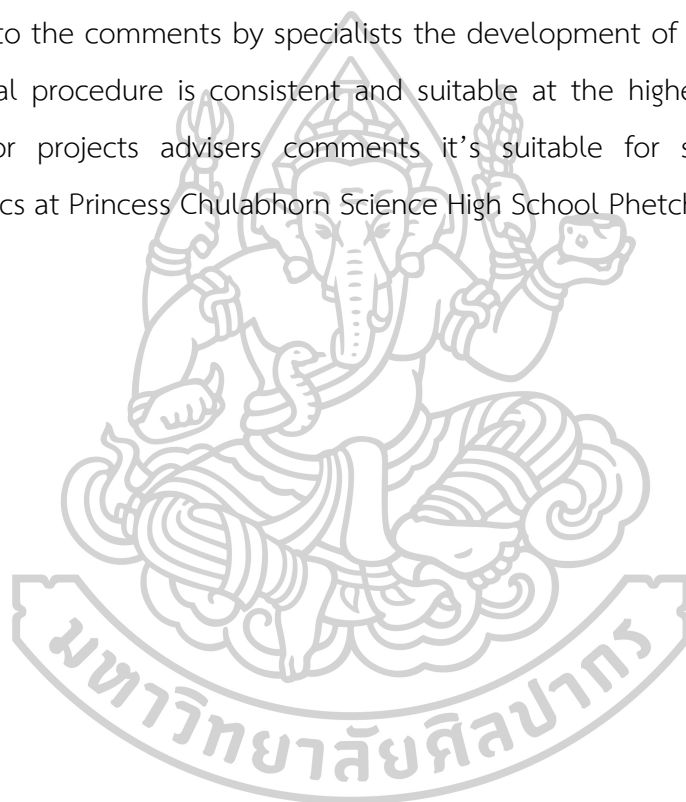 to the comments by specialists the development of
al procedure is consistent and suitable at the highe
or projects advisers comments it's suitable for s
cs at Princess Chulabhorn Science High School Phetch
มหาวิทยาลัยศิลปากร